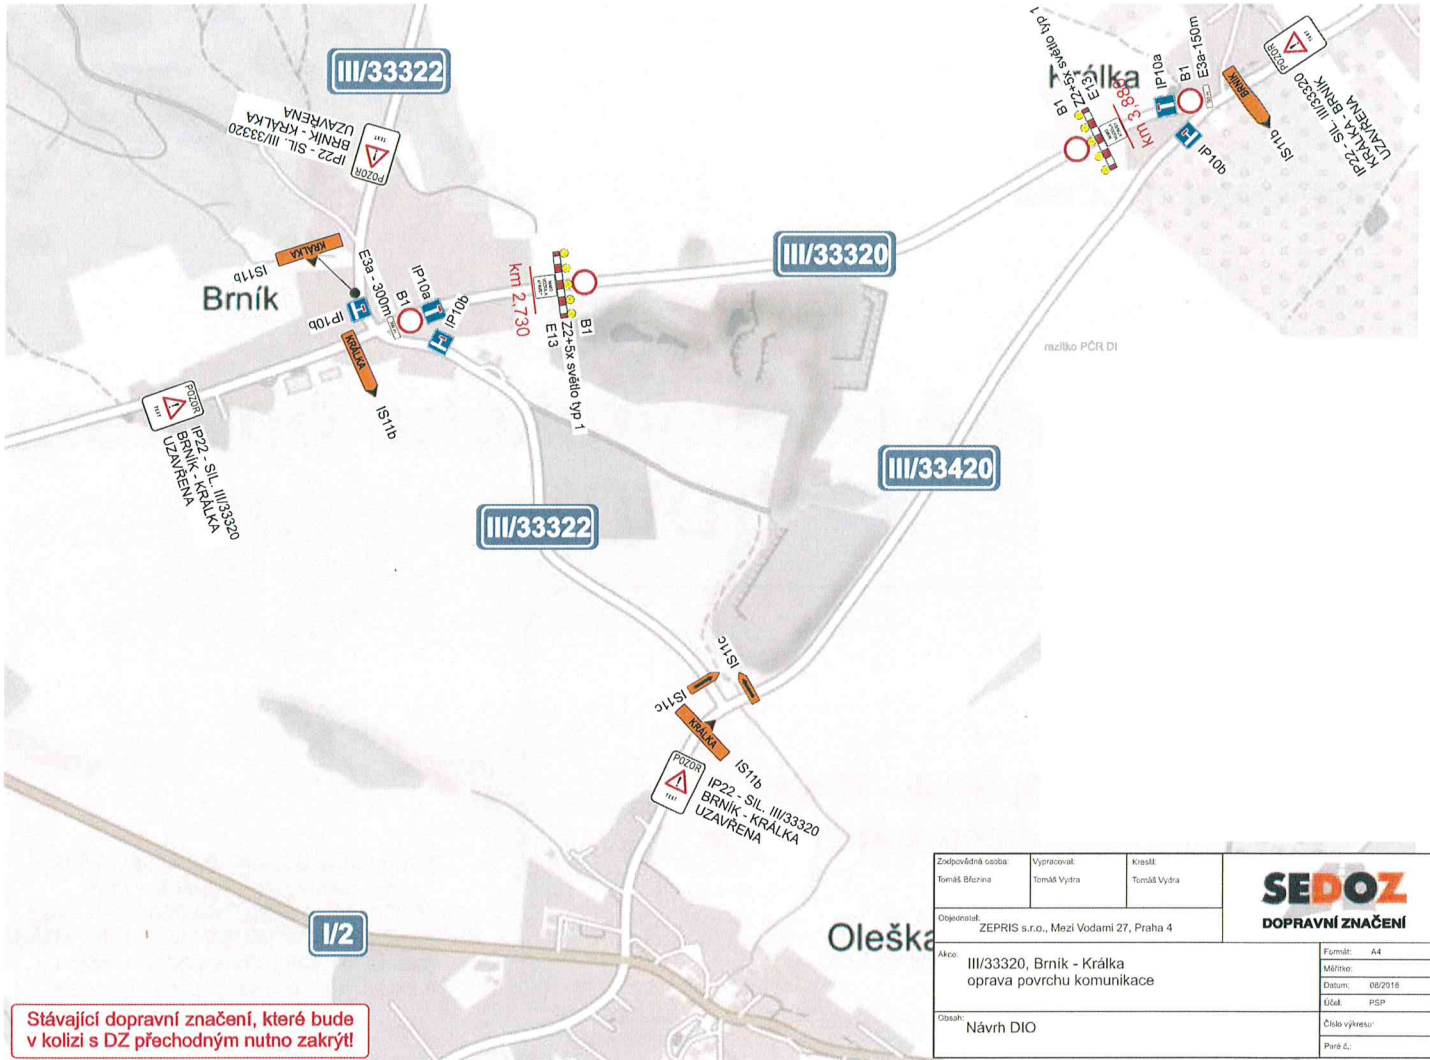 III/33322
IP22 - SIL. III/33320
BRNÍK - KRÁLKA
UZAVŘENA
POZOR
TEXT
KRÁLKA
IS11b
Brník
E3a - 300m
B1
IP10a
IP10b
IP10b
KRÁLKA
IS11b
km 2,730
E13
Z2+5x světlo typ 1
B1
III/33320
B1
Z2+5x světlo typ 1
E13
Králka
km 3,886
IP10a
B1
E3a-150m
IP10b
BRNÍK
IS11b
POZOR
TEXT
IP22 - SIL. III/33320
KRÁLKA - BRNÍK
UZAVŘENA
razítko PČR DI
POZOR
TEXT
IP22 - SIL. III/33320
BRNÍK - KRÁLKA
UZAVŘENA
III/33420
III/33322
IS11c
IS11c
KRÁLKA
IS11b
POZOR
TEXT
IP22 - SIL. III/33320
BRNÍK - KRÁLKA
UZAVŘENA
I/2
Oleška
Stávající dopravní značení, které bude
v kolizi s DZ přechodným nutno zakrýt!
Zodpovědná osoba:
Tomáš Březina
Vypracoval:
Tomáš Vydra
Kreslil:
Tomáš Vydra
SEDOZ
DOPRAVNÍ ZNAČENÍ
Objednatel:
ZEPRIS s.r.o., Mezi Vodami 27, Praha 4
Akce:
III/33320, Brník - Králka
oprava povrchu komunikace
Formát: A4
Měřítko:
Datum: 08/2018
Účel: PSP
Obsah:
Návrh DIO
Číslo výkresu:
Paré č.: